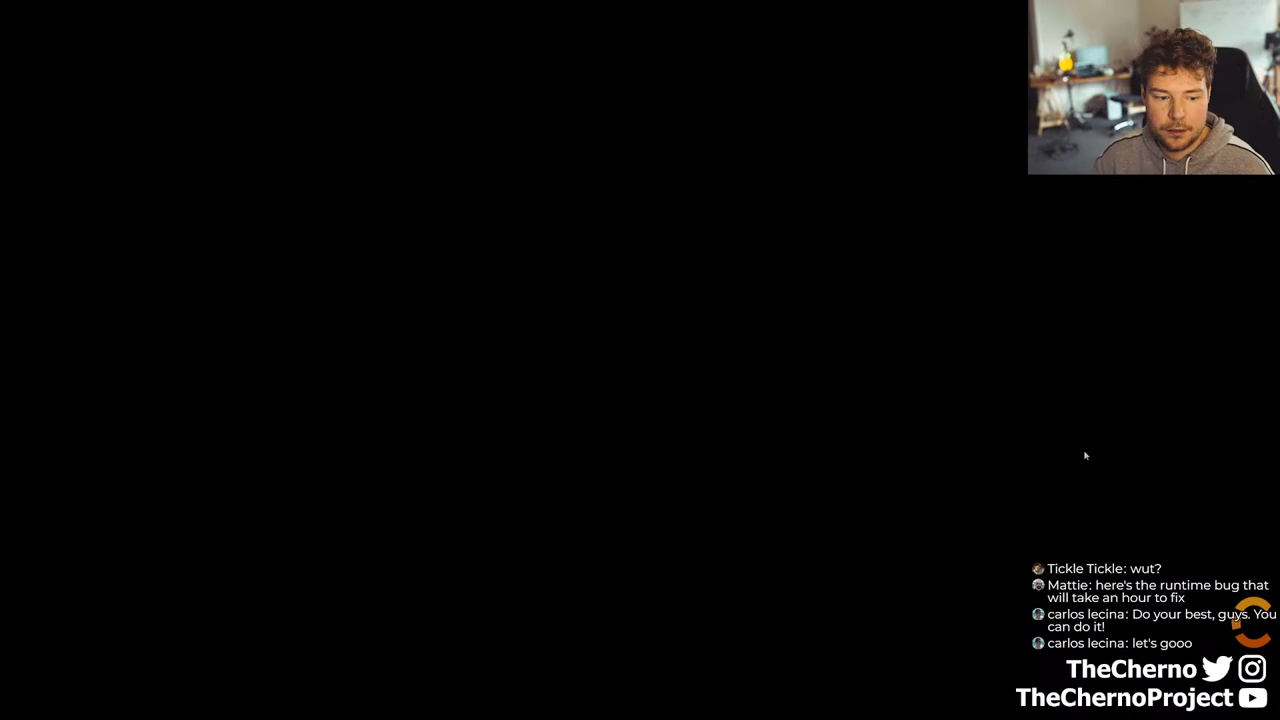 Tickle Tickle: wut?
Mattie: here's the runtime bug that
will take an hour to fix
carlos lecina: Do your best, guys. You
can do it!
carlos lecina: let's gooo
TheCherno
TheChernoProject